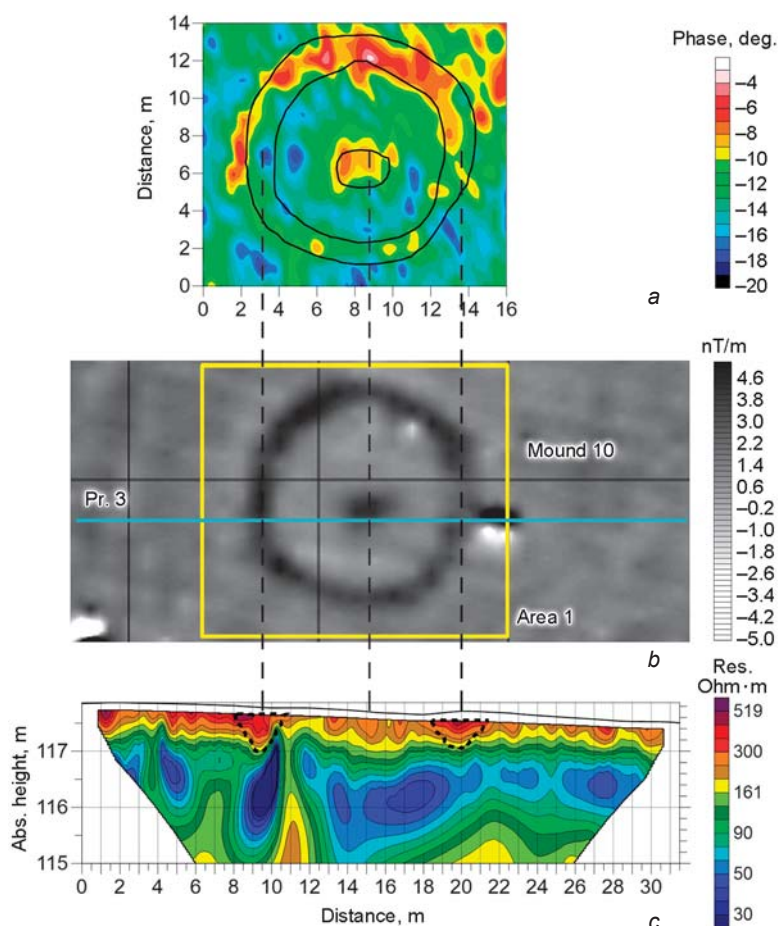 Phase, deg.
14
12
10
8
6
4
2
0
Distance, m
0 2 4 6 8 10 12 14 16
–4
–6
–8
–10
–12
–14
–16
–18
–20
a
nT/m
4.6
3.8
3.0
2.2
1.4
0.6
–0.2
–1.0
–1.8
–2.6
–3.4
–4.2
–5.0
Mound 10
Pr. 3
Area 1
b
Res.
Ohm·m
519
300
161
90
50
30
117
116
115
Abs. height, m
0 2 4 6 8 10 12 14 16 18 20 22 24 26 28 30
Distance, m
c